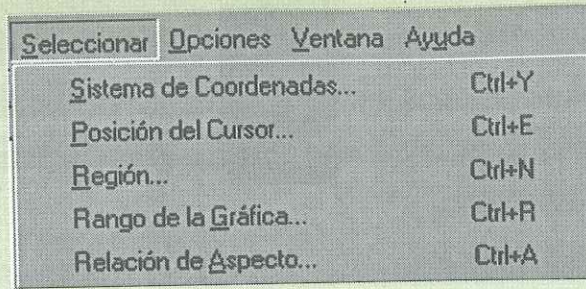 Seleccionar Opciones Ventana Ayuda
Sistema de Coordenadas... Ctrl+Y
Posición del Cursor... Ctrl+E
Región... Ctrl+N
Rango de la Gráfica... Ctrl+R
Relación de Aspecto... Ctrl+A